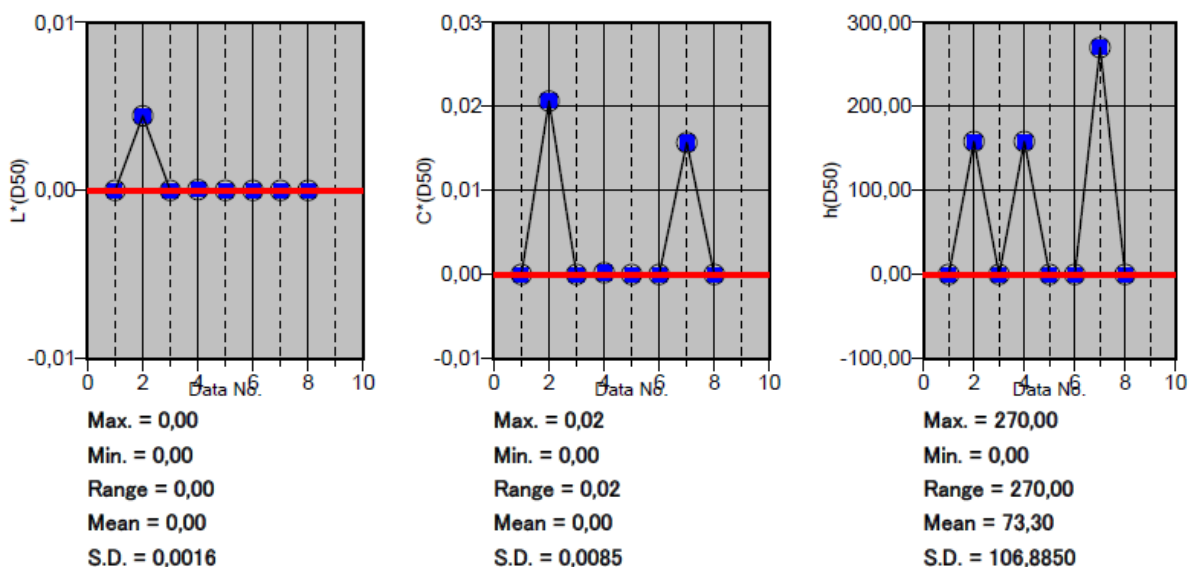 0,01
0,00
-0,01
L*(D50)
0 2 4 6 8 10
Data No.
Max. = 0,00
Min. = 0,00
Range = 0,00
Mean = 0,00
S.D. = 0,0016
0,03
0,02
0,01
0,00
-0,01
C*(D50)
0 2 4 6 8 10
Data No.
Max. = 0,02
Min. = 0,00
Range = 0,02
Mean = 0,00
S.D. = 0,0085
300,00
200,00
100,00
0,00
-100,00
h(D50)
0 2 4 6 8 10
Data No.
Max. = 270,00
Min. = 0,00
Range = 270,00
Mean = 73,30
S.D. = 106,8850